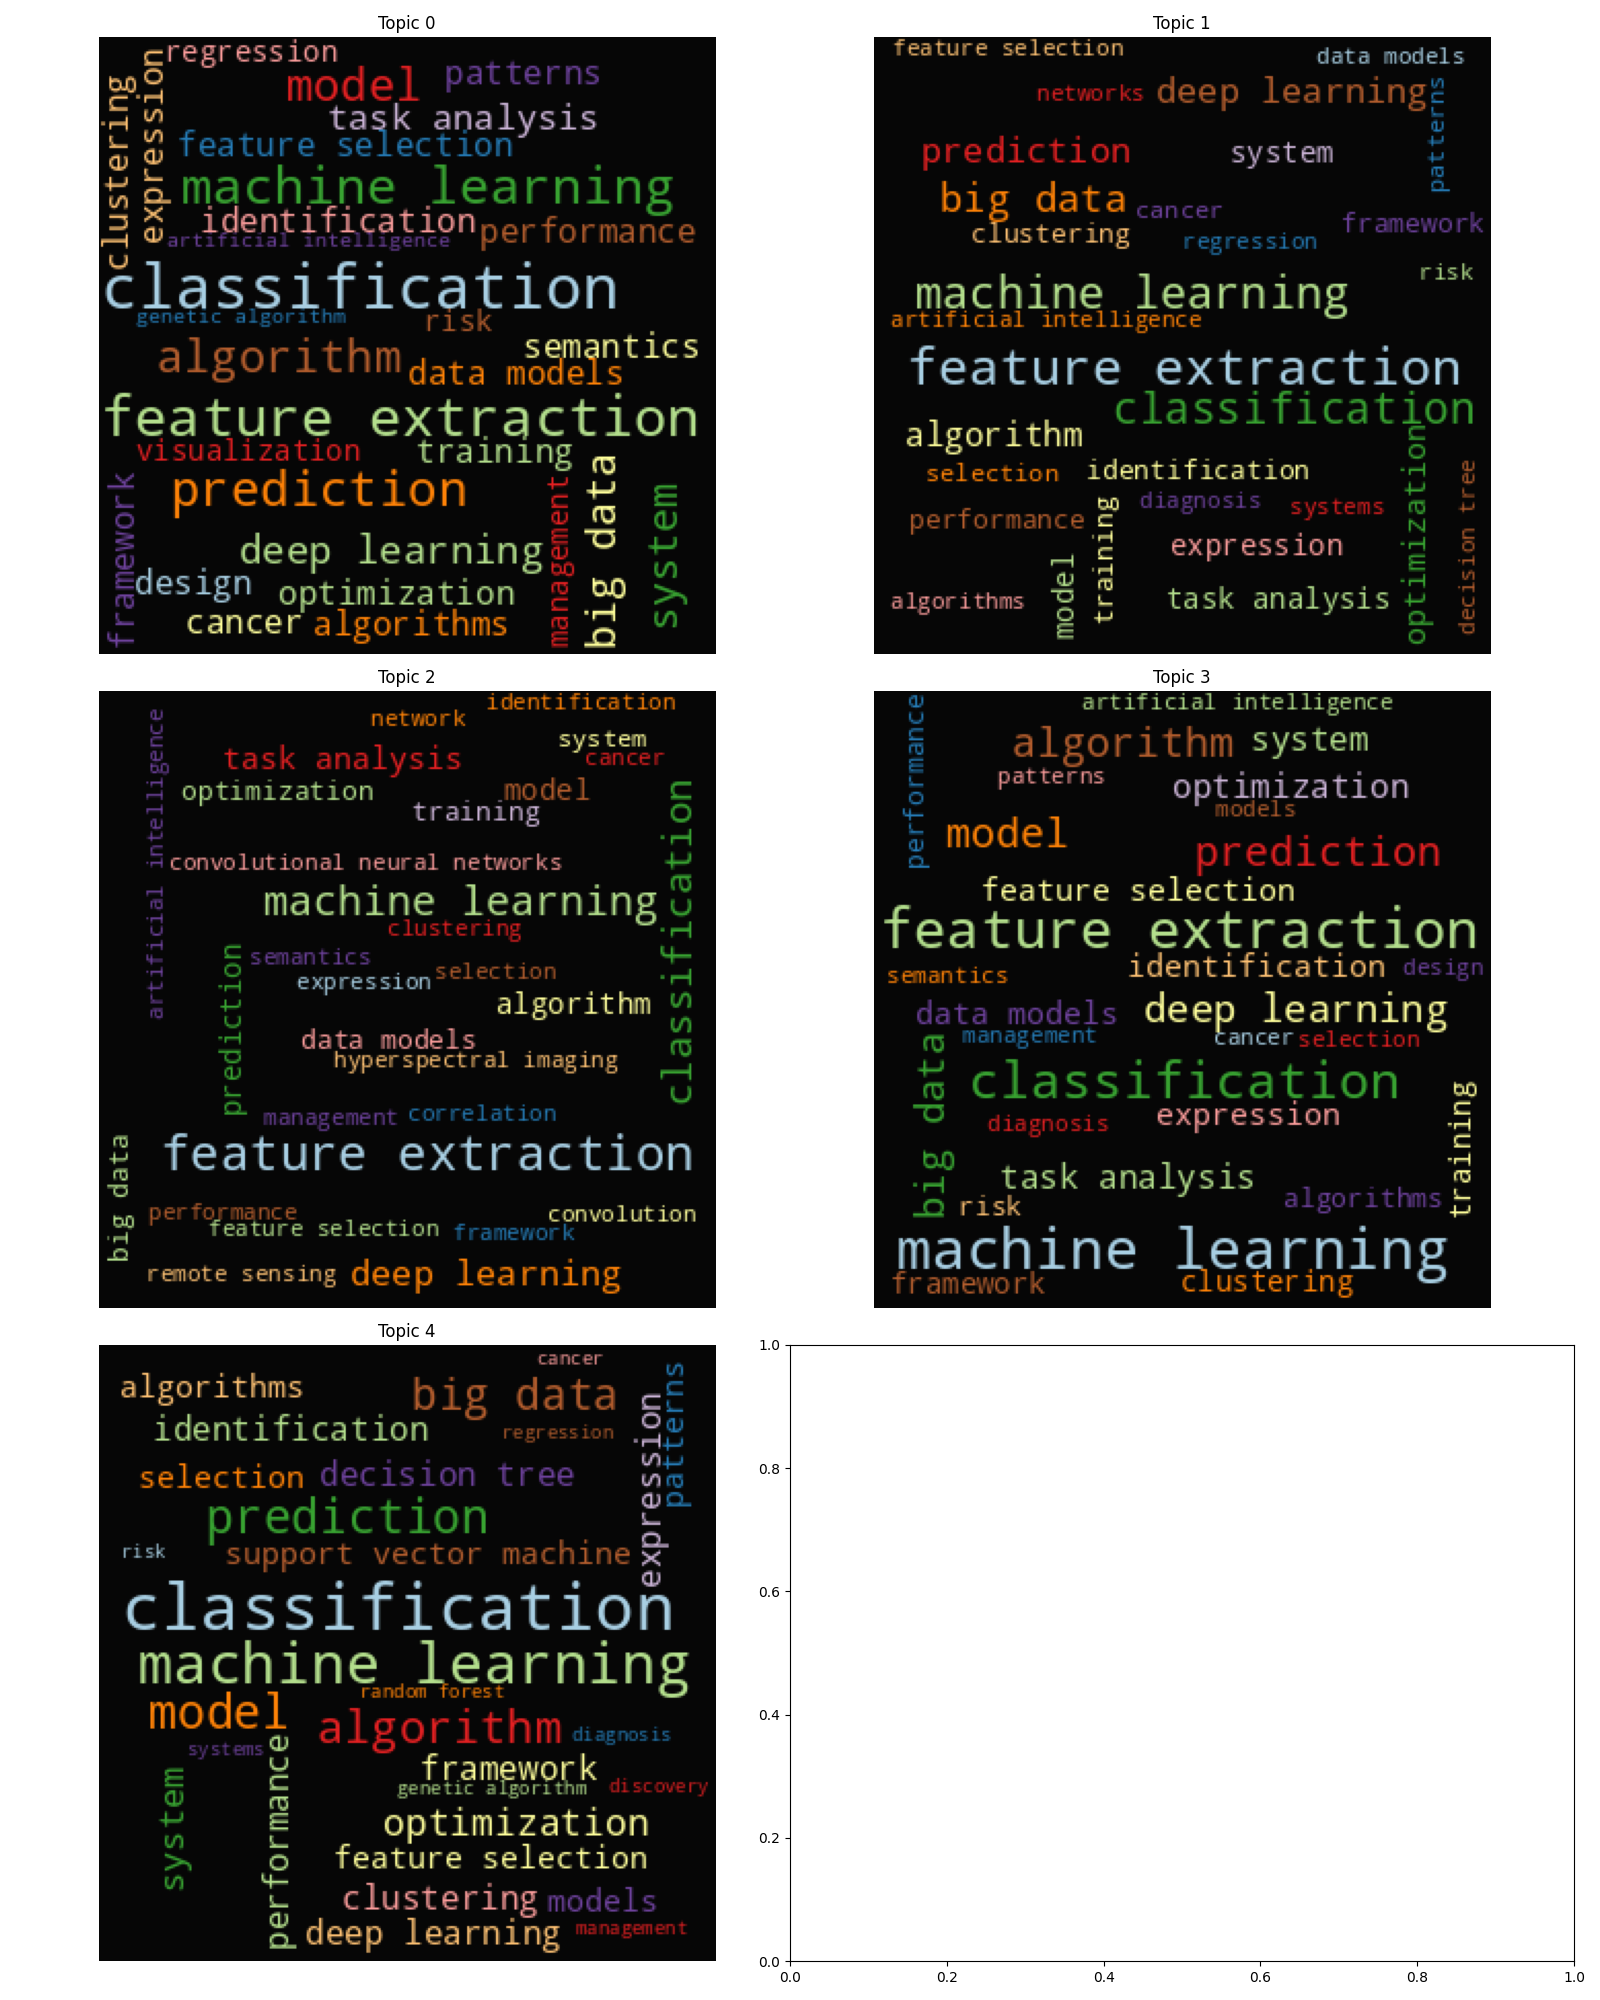 Topic 0
regression
model
patterns
clustering
expression
task analysis
feature selection
machine learning
identification
artificial intelligence
performance
classification
genetic algorithm
risk
algorithm
semantics
data models
feature extraction
visualization
training
prediction
framework
management
big data
system
deep learning
design
optimization
cancer
algorithms
Topic 1
feature selection
data models
networks
deep learning
patterns
prediction
system
big data
cancer
framework
clustering
regression
risk
machine learning
artificial intelligence
feature extraction
classification
algorithm
selection
identification
optimization
decision tree
diagnosis
systems
performance
training
expression
model
algorithms
task analysis
Topic 2
identification
network
artificial intelligence
system
task analysis
cancer
optimization
model
training
classification
convolutional neural networks
machine learning
clustering
prediction
semantics
selection
expression
algorithm
data models
hyperspectral imaging
management
correlation
feature extraction
big data
performance
convolution
feature selection
framework
remote sensing
deep learning
Topic 3
performance
artificial intelligence
algorithm
system
patterns
optimization
models
model
prediction
feature selection
feature extraction
identification
design
semantics
deep learning
data models
management
cancer
selection
big data
classification
expression
diagnosis
training
task analysis
risk
algorithms
machine learning
framework
clustering
Topic 4
cancer
algorithms
big data
patterns
expression
identification
regression
selection
decision tree
prediction
risk
support vector machine
classification
machine learning
random forest
model
algorithm
diagnosis
systems
performance
system
framework
genetic algorithm
discovery
optimization
feature selection
clustering
models
deep learning
management
1.0
0.8
0.6
0.4
0.2
0.0
0.0 0.2 0.4 0.6 0.8 1.0